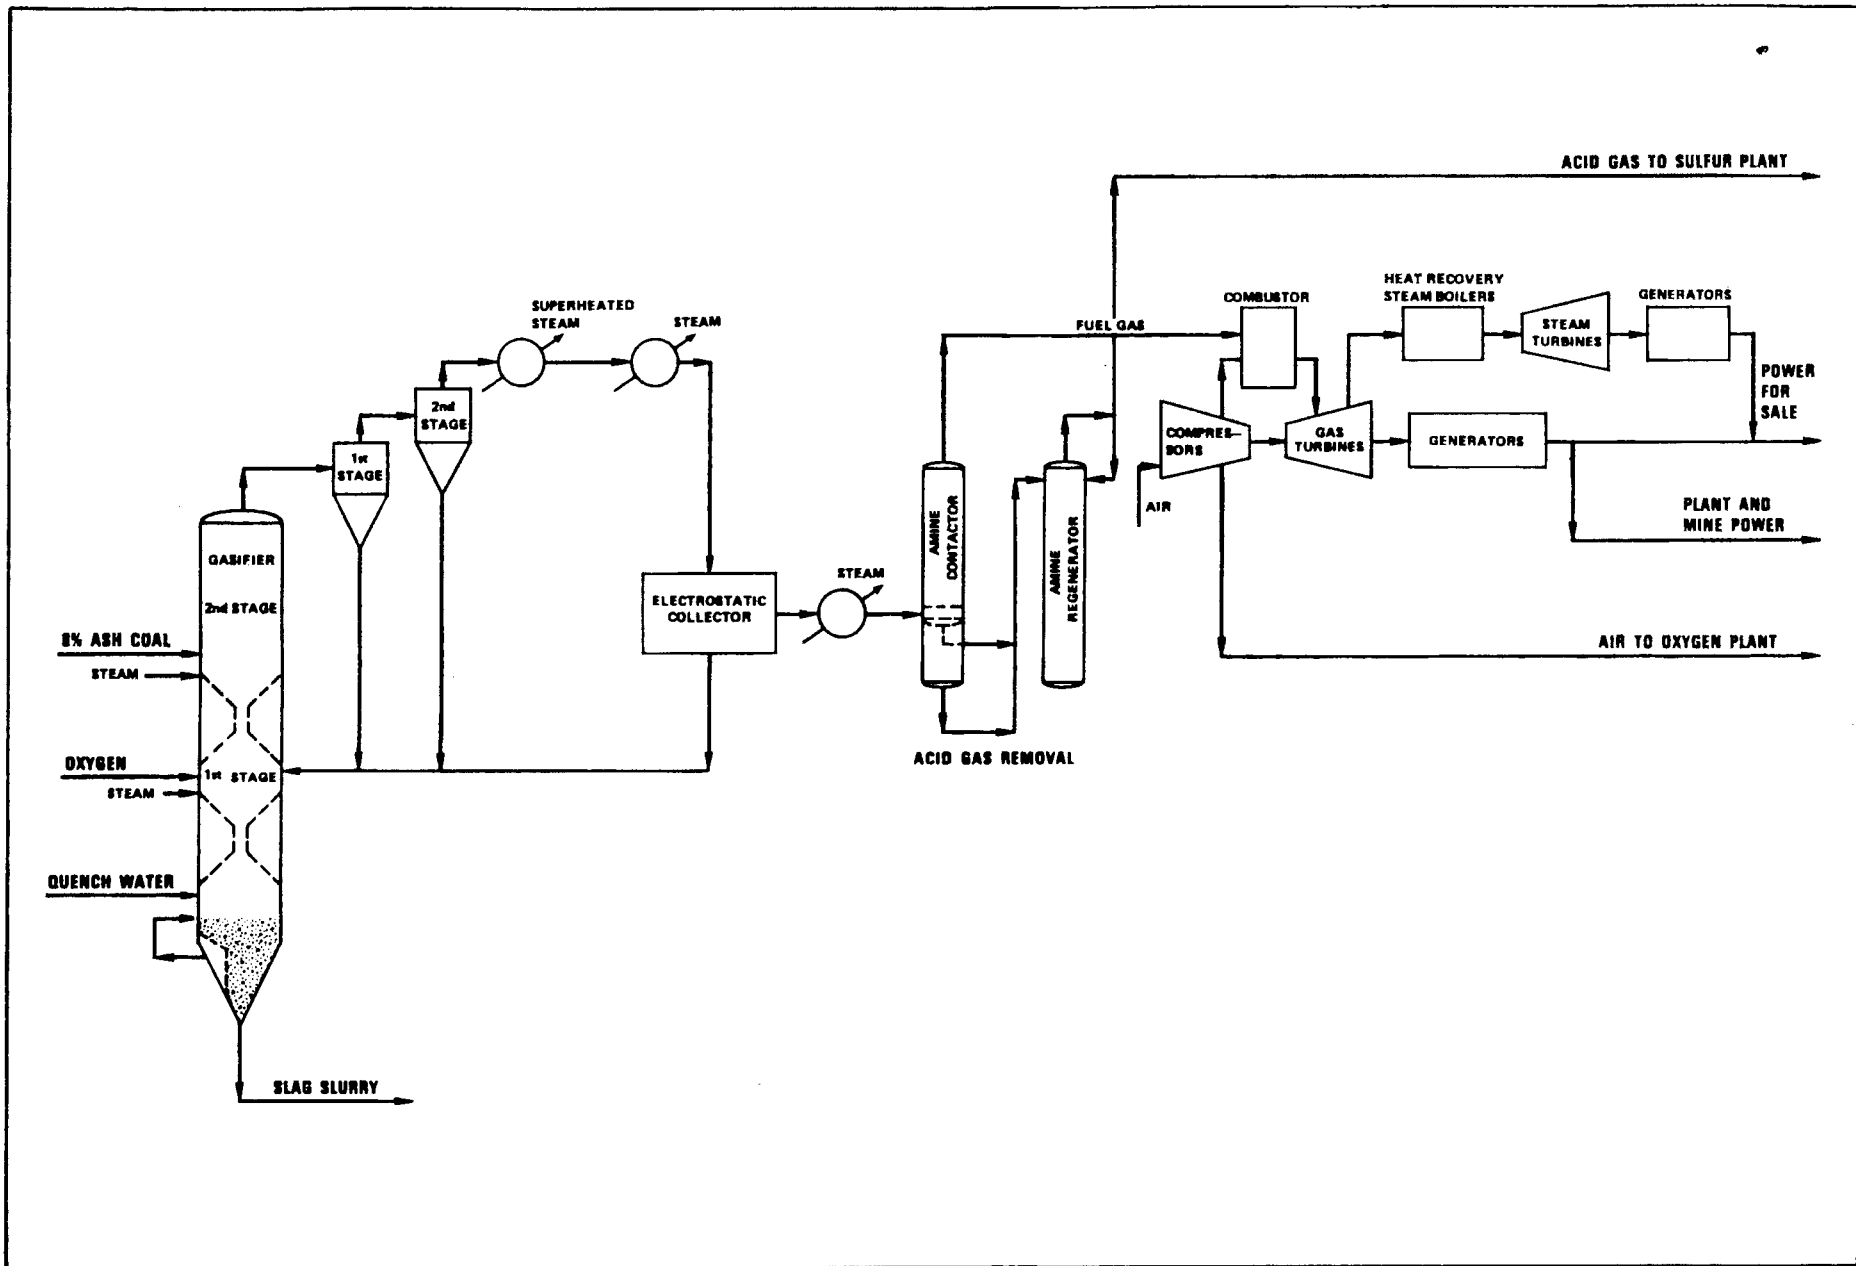 ACID GAS TO SULFUR PLANT
HEAT RECOVERY
STEAM BOILERS
COMBUSTOR
GENERATORS
SUPERHEATED
STEAM
STEAM
FUEL GAS
STEAM
TURBINES
POWER
FOR
SALE
2nd
STAGE
1st
STAGE
COMPRES-
SORS
GAS
TURBINES
GENERATORS
AIR
PLANT AND
MINE POWER
GASIFIER
2nd STAGE
AMINE
CONTACTOR
AMINE
REGENERATOR
ELECTROSTATIC
COLLECTOR
STEAM
8% ASH COAL
STEAM
AIR TO OXYGEN PLANT
OXYGEN
1st STAGE
STEAM
ACID GAS REMOVAL
QUENCH WATER
SLAG SLURRY